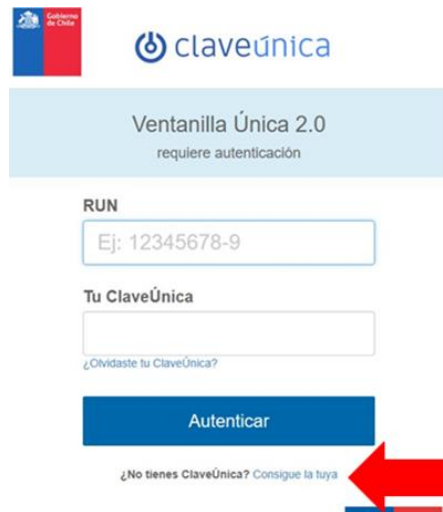 Gobierno
de Chile
claveúnica
Ventanilla Única 2.0
requiere autenticación
RUN
Ej: 12345678-9
Tu ClaveÚnica
¿Olvidaste tu ClaveÚnica?
Autenticar
¿No tienes ClaveÚnica? Consigue la tuya